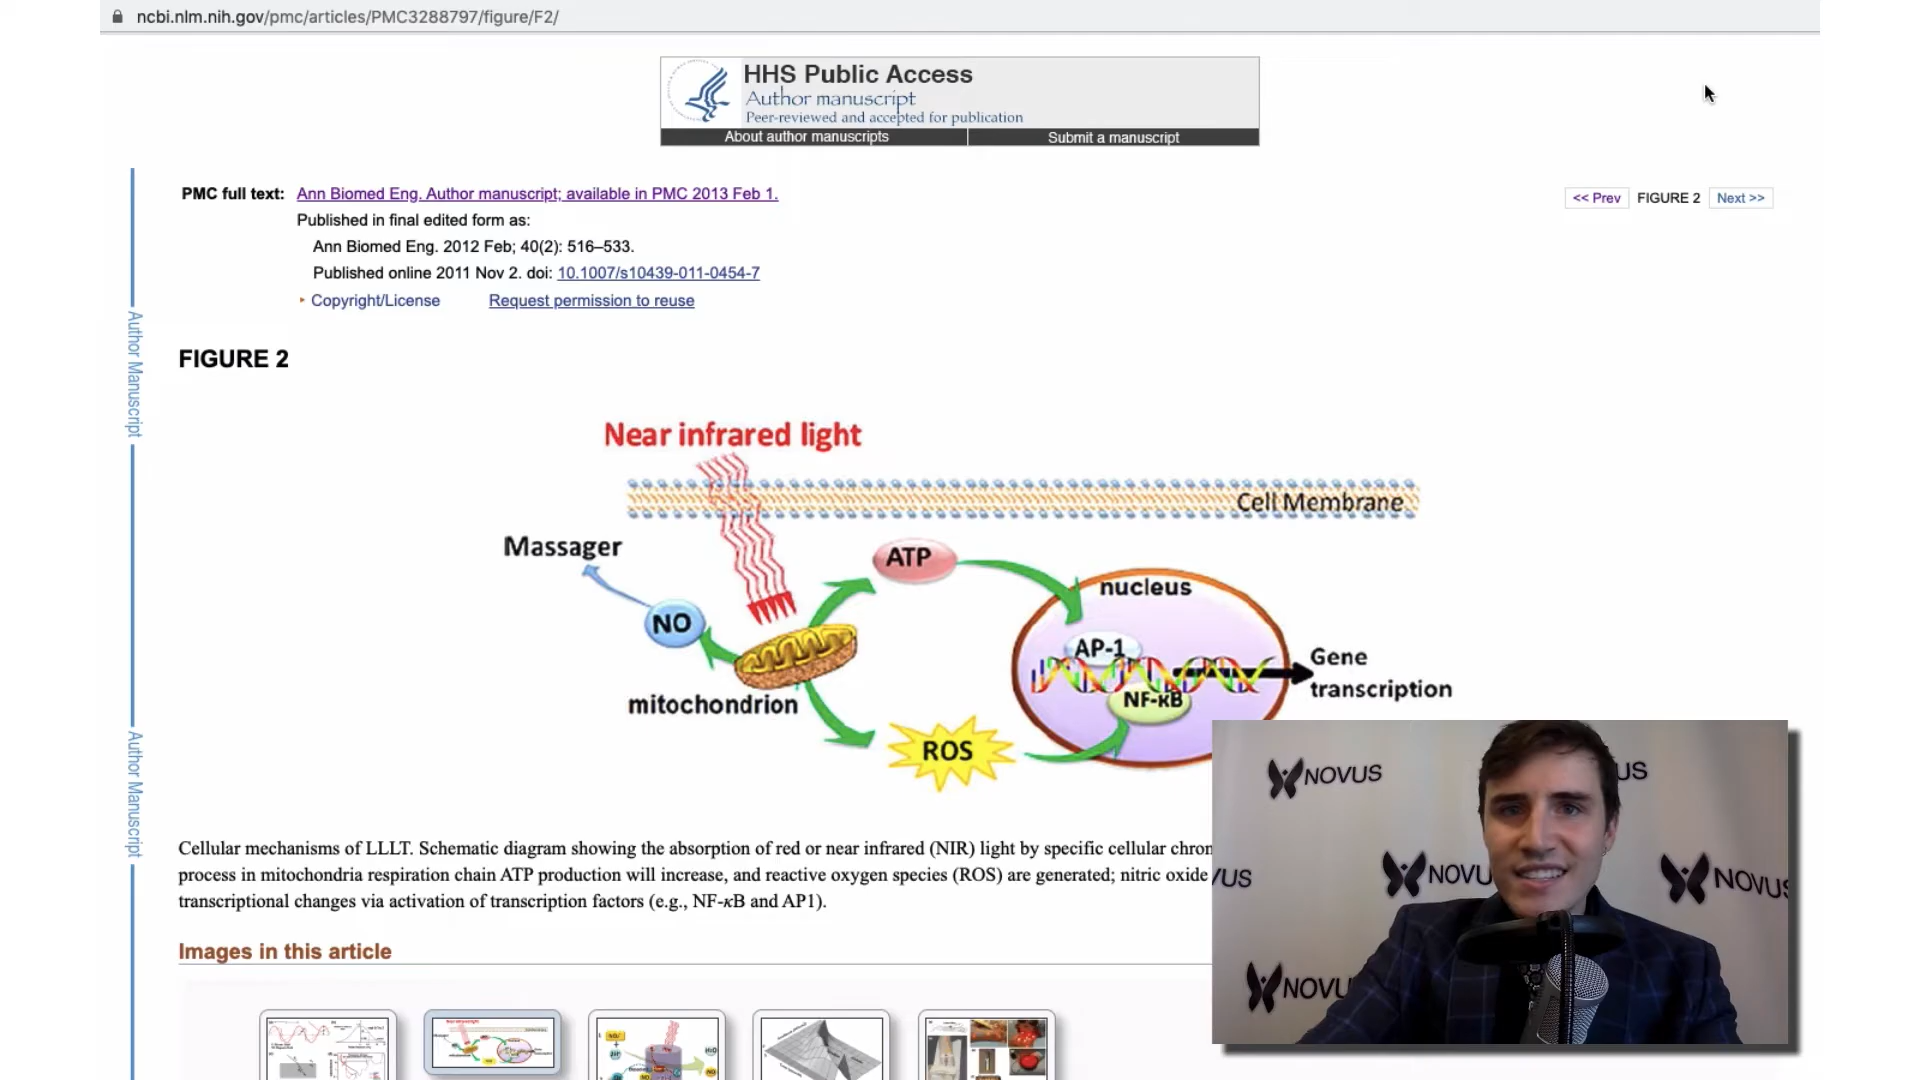 ncbi.nlm.nih.gov/pmc/articles/PMC3288797/figure/F2/
HHS Public Access
Author manuscript
Peer-reviewed and accepted for publication
About author manuscripts
Submit a manuscript
PMC full text: Ann Biomed Eng. Author manuscript; available in PMC 2013 Feb 1.
<< Prev FIGURE 2 Next >>
Published in final edited form as:
Ann Biomed Eng. 2012 Feb; 40(2): 516–533.
Published online 2011 Nov 2. doi: 10.1007/s10439-011-0454-7
Copyright/License Request permission to reuse
Author Manuscript
FIGURE 2
Near infrared light
Cell Membrane
Massager
ATP
nucleus
NO
AP-1
Gene
transcription
NF-κB
mitochondrion
ROS
Author Manuscript
Cellular mechanisms of LLLT. Schematic diagram showing the absorption of red or near infrared (NIR) light by specific cellular chrom
process in mitochondria respiration chain ATP production will increase, and reactive oxygen species (ROS) are generated; nitric oxide
transcriptional changes via activation of transcription factors (e.g., NF-κB and AP1).
Images in this article
NOVUS
US
NOVU
VUS
NOVUS
NOVU